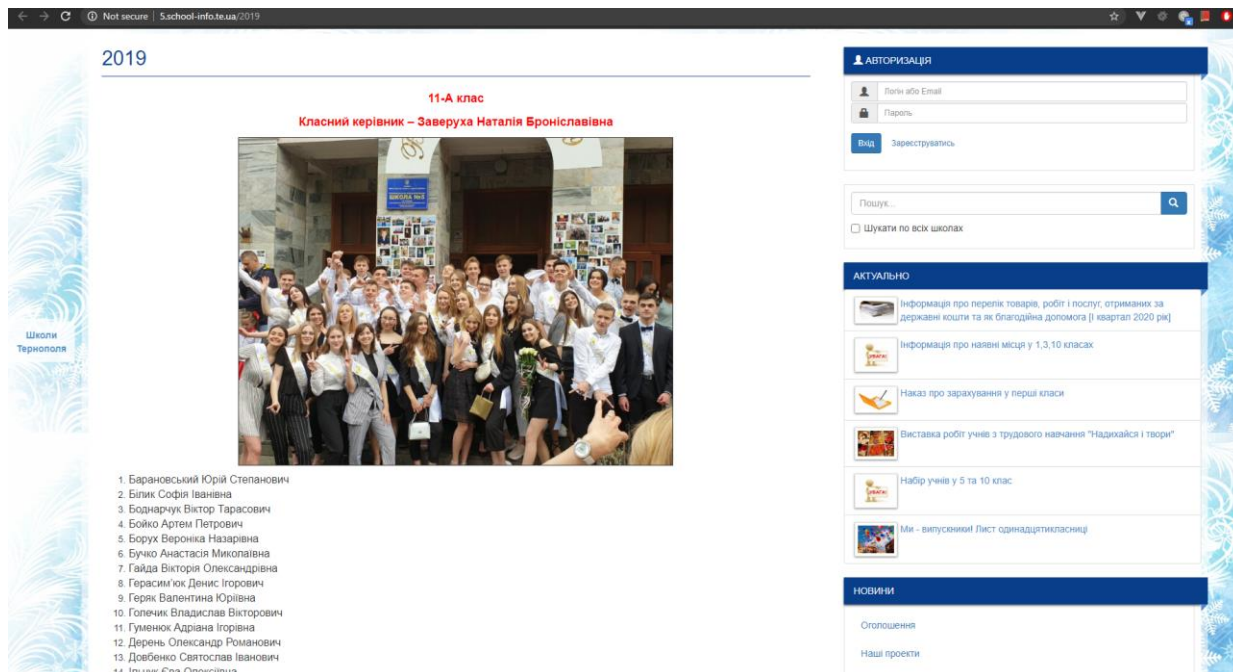 Not secure | 5.school-info.te.ua/2019
2019
11-А клас
Класний керівник – Заверуха Наталія Броніславівна
ШКОЛА №5
1. Барановський Юрій Степанович
2. Білик Софія Іванівна
3. Боднарчук Віктор Тарасович
4. Бойко Артем Петрович
5. Борух Вероніка Назарівна
6. Бучко Анастасія Миколаївна
7. Гайда Вікторія Олександрівна
8. Герасим'юк Денис Ігорович
9. Геряк Валентина Юріївна
10. Голечик Владислав Вікторович
11. Гуменюк Адріана Ігорівна
12. Дерень Олександр Романович
13. Довбенко Святослав Іванович
14. Ільчук Єва Олексіївна
Школи
Тернополя
АВТОРИЗАЦІЯ
Логін або Email
Пароль
Вхід Зареєструватись
Пошук...
Шукати по всіх школах
АКТУАЛЬНО
Інформація про перелік товарів, робіт і послуг, отриманих за
державні кошти та як благодійна допомога [І квартал 2020 рік]
Інформація про наявні місця у 1,3,10 класах
Наказ про зарахування у перші класи
Виставка робіт учнів з трудового навчання "Надихайся і твори"
Набір учнів у 5 та 10 клас
Ми - випускники! Лист одинадцятикласниці
НОВИНИ
Оголошення
Наші проекти